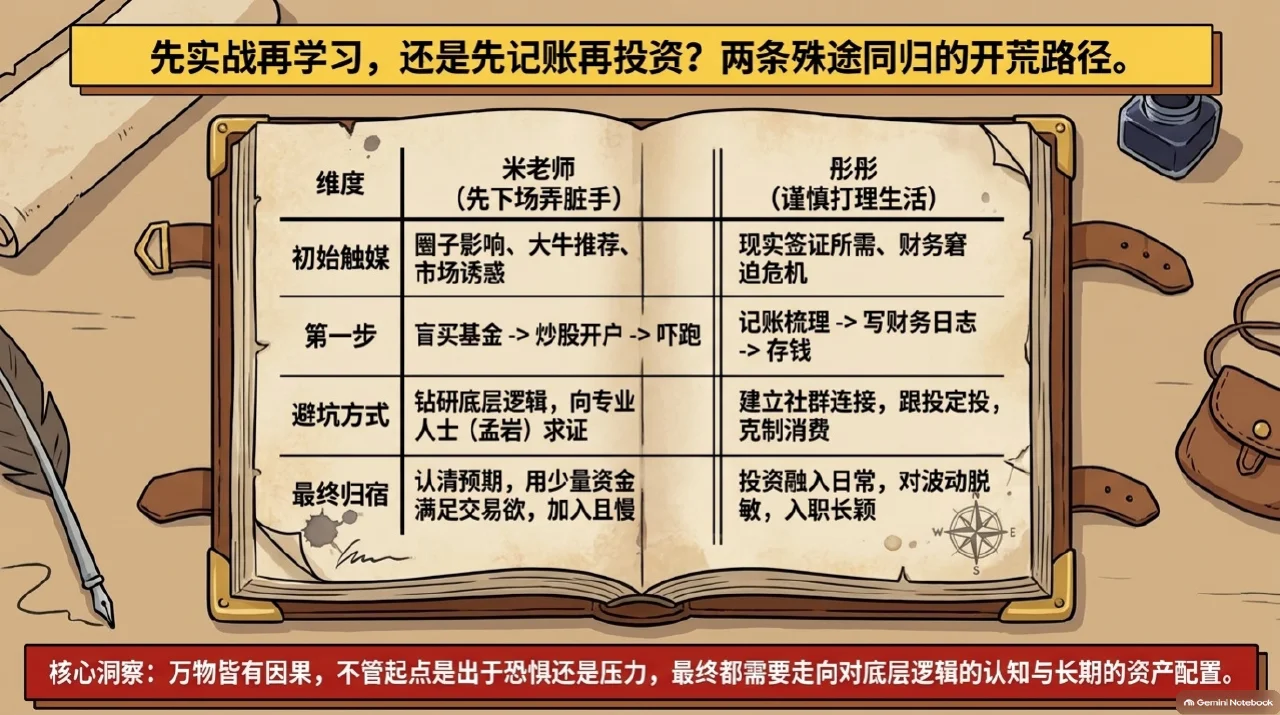 先实战再学习，还是先记账再投资？两条殊途同归的开荒路径。
维度
米老师
（先下场弄脏手）
彤彤
（谨慎打理生活）
初始触媒
圈子影响、大牛推荐、
市场诱惑
现实签证所需、财务窘
迫危机
第一步
盲买基金 -> 炒股开户 -> 吓跑
记账梳理 -> 写财务日志
-> 存钱
避坑方式
钻研底层逻辑，向专业
人士（孟岩）求证
建立社群连接，跟投定投，
克制消费
最终归宿
认清预期，用少量资金
满足交易欲，加入且慢
投资融入日常，对波动脱
敏，入职长颖
N
W E
S
核心洞察：万物皆有因果，不管起点是出于恐惧还是压力，最终都需要走向对底层逻辑的认知与长期的资产配置。
Gemini Notebook